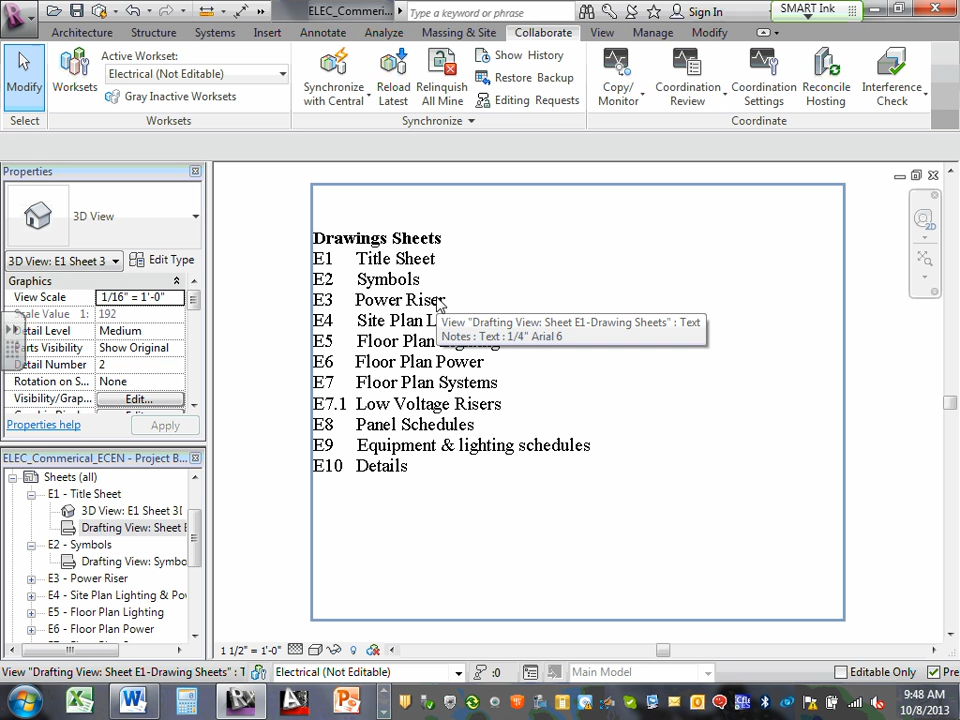 ELEC_Commeri...
Type a keyword or phrase
Sign In
SMART Ink
Architecture Structure Systems Insert Annotate Analyze Massing & Site Collaborate View Manage Modify
Modify
Select
Worksets
Active Workset:
Electrical (Not Editable)
Gray Inactive Worksets
Worksets
Synchronize with Central
Reload Latest
Relinquish All Mine
Show History
Restore Backup
Editing Requests
Synchronize
Copy/ Monitor
Coordination Review
Coordination Settings
Reconcile Hosting
Interference Check
Coordinate
Properties
3D View
3D View: E1 Sheet 3
Edit Type
Graphics
View Scale 1/16" = 1'-0"
Scale Value 1: 192
Detail Level Medium
Parts Visibility Show Original
Detail Number 2
Rotation on S None
Visibility/Grap... Edit...
Properties help
Apply
ELEC_Commerical_ECEN - Project B...
Sheets (all)
E1 - Title Sheet
3D View: E1 Sheet 3D
Drafting View: Sheet E
E2 - Symbols
Drafting View: Symbo
E3 - Power Riser
E4 - Site Plan Lighting & Po
E5 - Floor Plan Lighting
E6 - Floor Plan Power
2D
Drawings Sheets
E1 Title Sheet
E2 Symbols
E3 Power Riser
E4 Site Plan L
E5 Floor Plan Lighting
E6 Floor Plan Power
E7 Floor Plan Systems
E7.1 Low Voltage Risers
E8 Panel Schedules
E9 Equipment & lighting schedules
E10 Details
View "Drafting View: Sheet E1-Drawing Sheets" : Text
Notes : Text : 1/4" Arial 6
1 1/2" = 1'-0"
View "Drafting View: Sheet E1-Drawing Sheets" : T
Electrical (Not Editable)
:0
Main Model
Editable Only
Pre
9:48 AM
10/8/2013